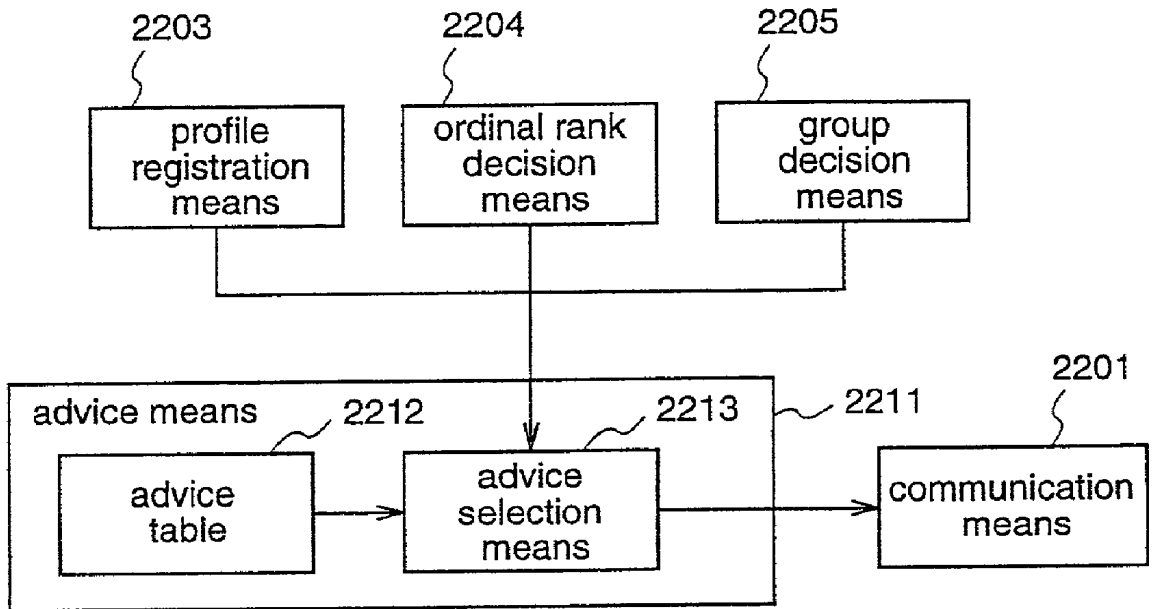 2203
2204
2205
profile
registration
means
ordinal rank
decision
means
group
decision
means
advice means
2212
2213
2211
2201
advice
table
advice
selection
means
communication
means